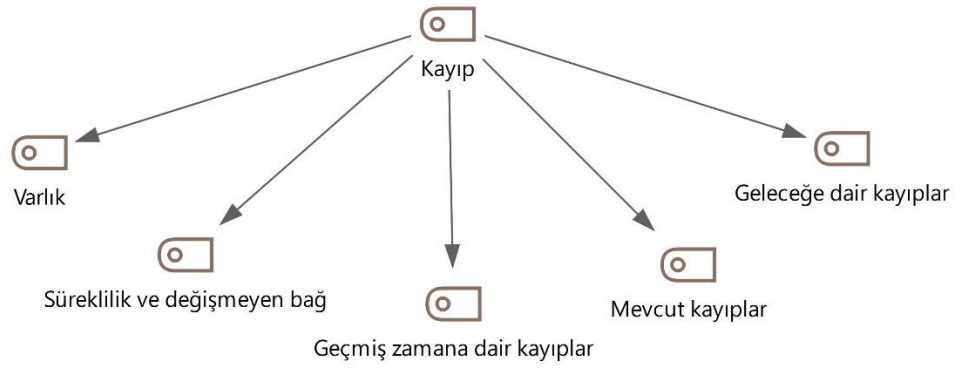 Kayıp
Varlık
Geleceğe dair kayıplar
Süreklilik ve değişmeyen bağ
Mevcut kayıplar
Geçmiş zamana dair kayıplar